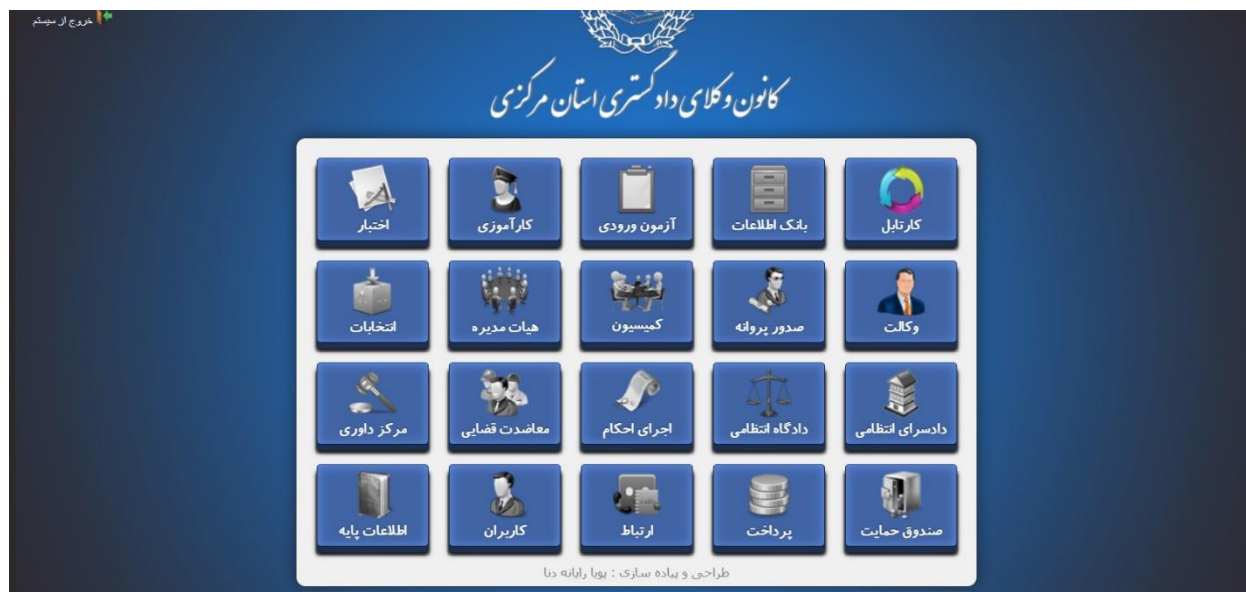 خروج از سیستم
کانون وکلای دادگستری استان مرکزی
کارتابل
بانک اطلاعات
آزمون ورودی
کارآموزی
اختبار
وکالت
صدور پروانه
کمیسیون
هیات مدیره
انتخابات
دادسرای انتظامی
دادگاه انتظامی
اجرای احکام
معاضدت قضایی
مرکز داوری
صندوق حمایت
پرداخت
ارتباط
کاربران
اطلاعات پایه
طراحی و پیاده سازی : پویا رایانه دنا